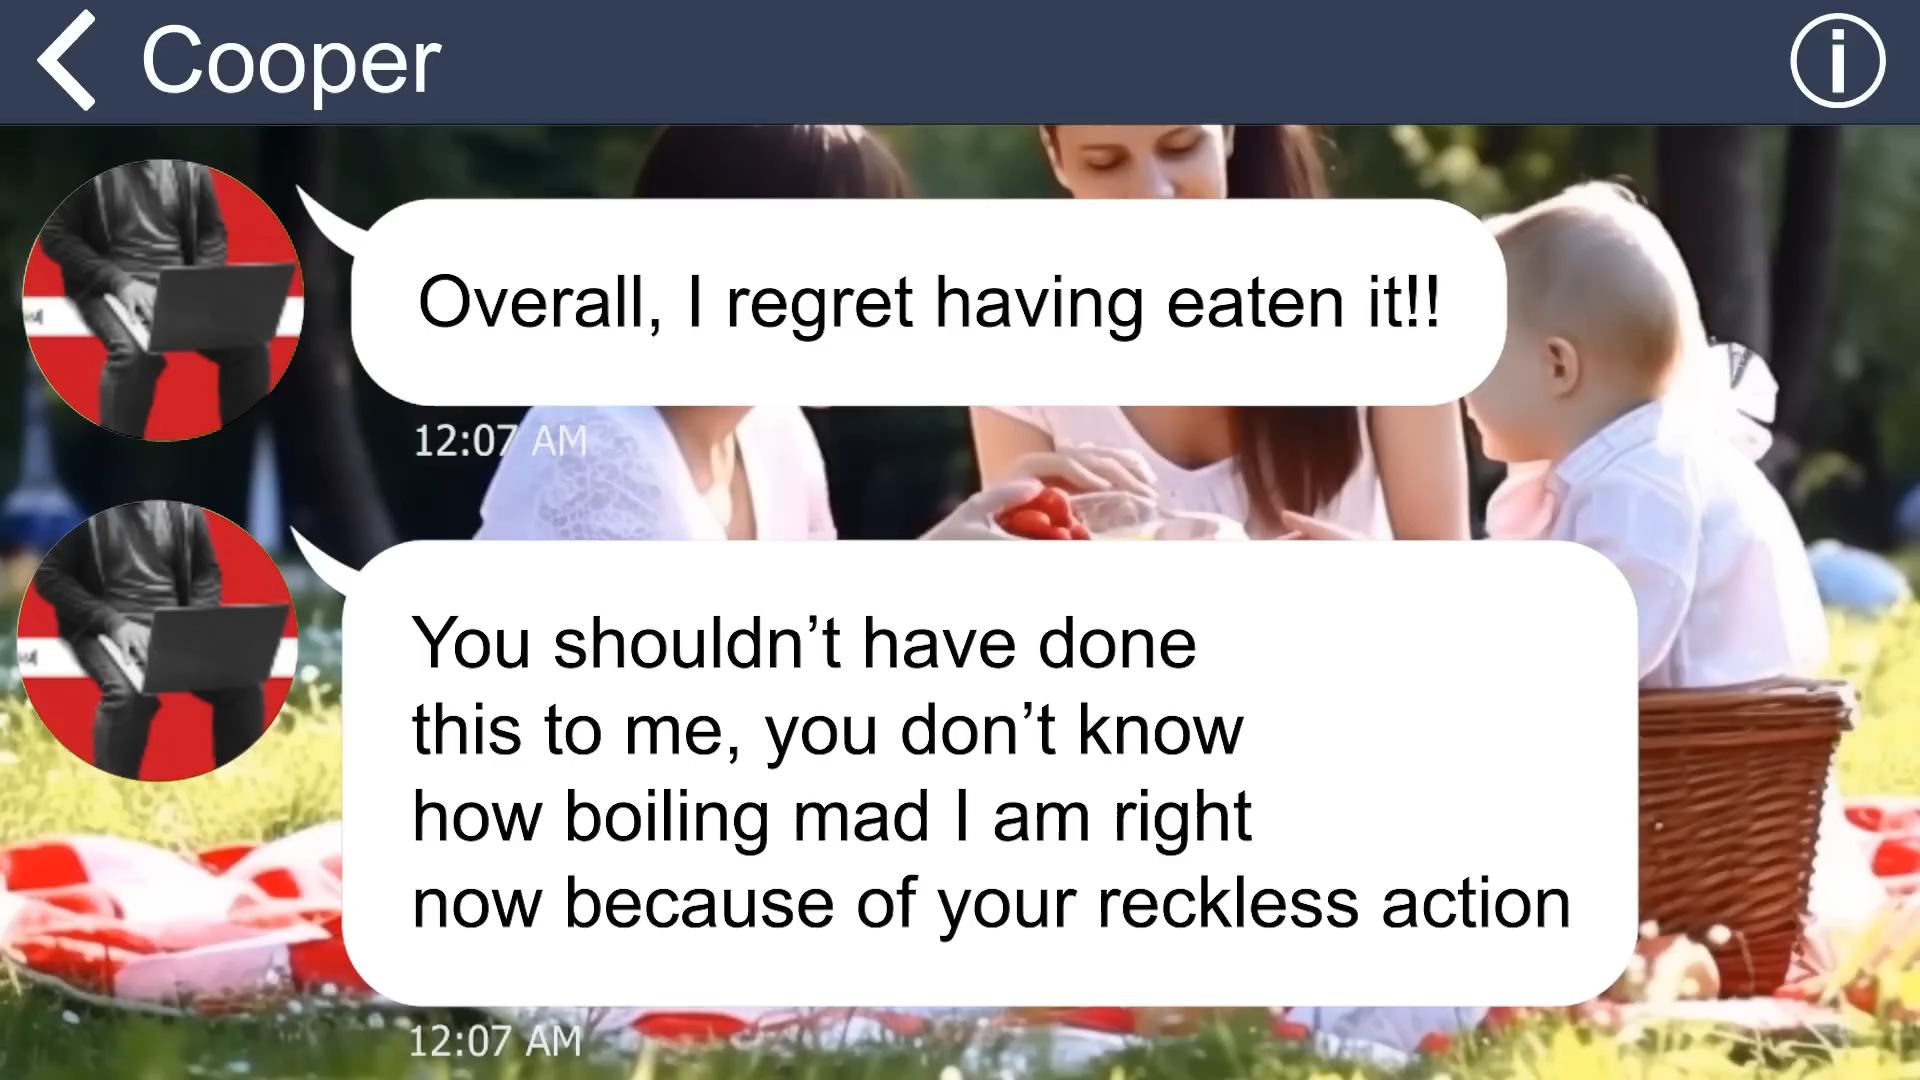 Cooper
Overall, I regret having eaten it!!
12:07 AM
You shouldn’t have done
this to me, you don’t know
how boiling mad I am right
now because of your reckless action
12:07 AM